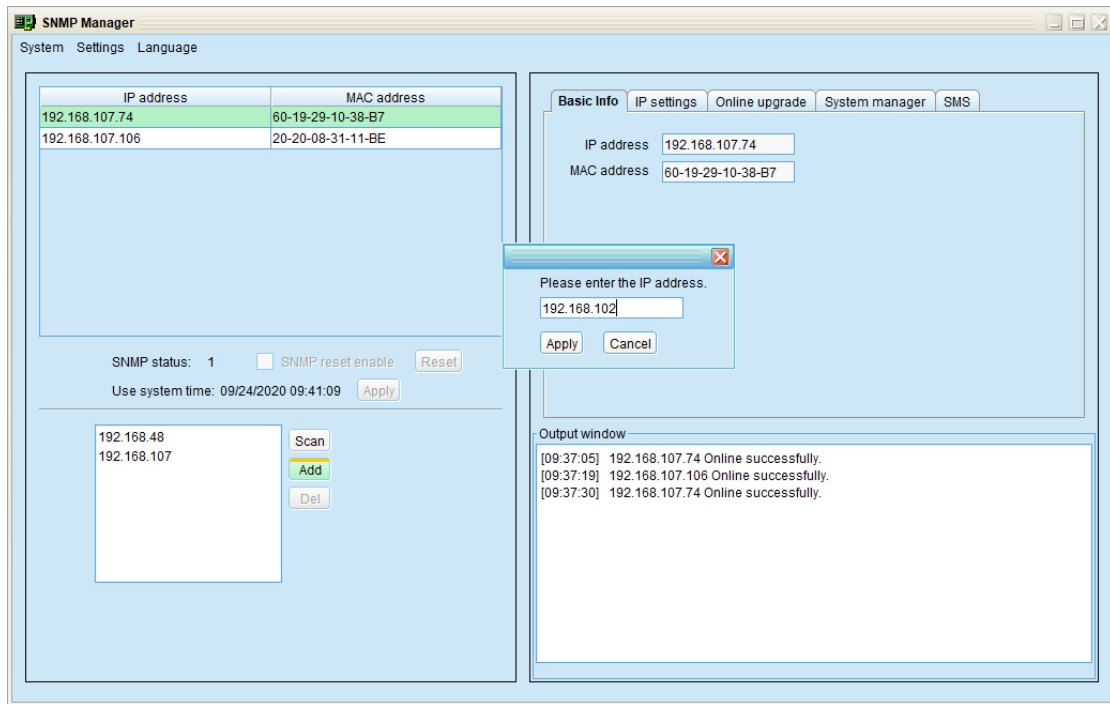 SNMP Manager
System Settings Language
IP address MAC address
192.168.107.74 60-19-29-10-38-B7
192.168.107.106 20-20-08-31-11-BE
SNMP status: 1 SNMP reset enable Reset
Use system time: 09/24/2020 09:41:09 Apply
192.168.48
192.168.107
Scan
Add
Del
Basic Info IP settings Online upgrade System manager SMS
IP address 192.168.107.74
MAC address 60-19-29-10-38-B7
Please enter the IP address.
192.168.102
Apply Cancel
Output window
[09:37:05] 192.168.107.74 Online successfully.
[09:37:19] 192.168.107.106 Online successfully.
[09:37:30] 192.168.107.74 Online successfully.